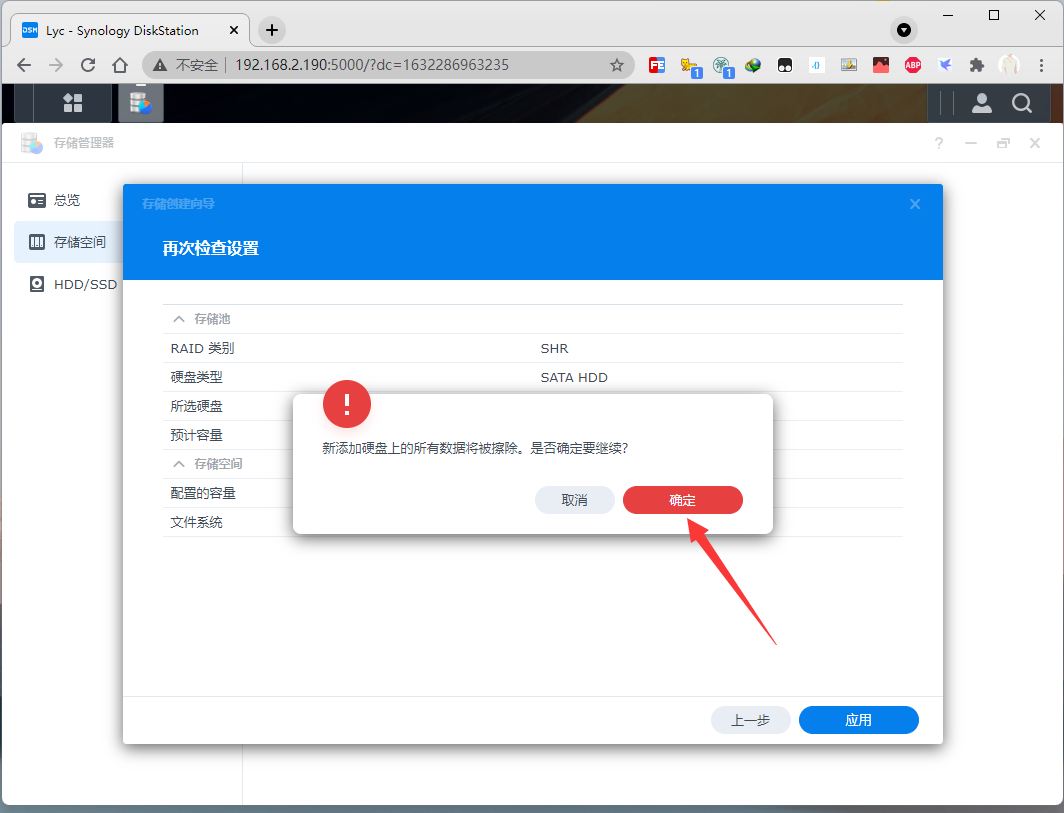 DSM Lyc - Synology DiskStation
不安全 192.168.2.190:5000/?dc=1632286963235
1
1
ABP
存储管理器
总览
存储空间
HDD/SSD
存储创建向导
再次检查设置
存储池
RAID 类别 SHR
硬盘类型 SATA HDD
所选硬盘
预计容量
存储空间
配置的容量
文件系统
新添加硬盘上的所有数据将被擦除。是否确定要继续?
取消 确定
上一步 应用